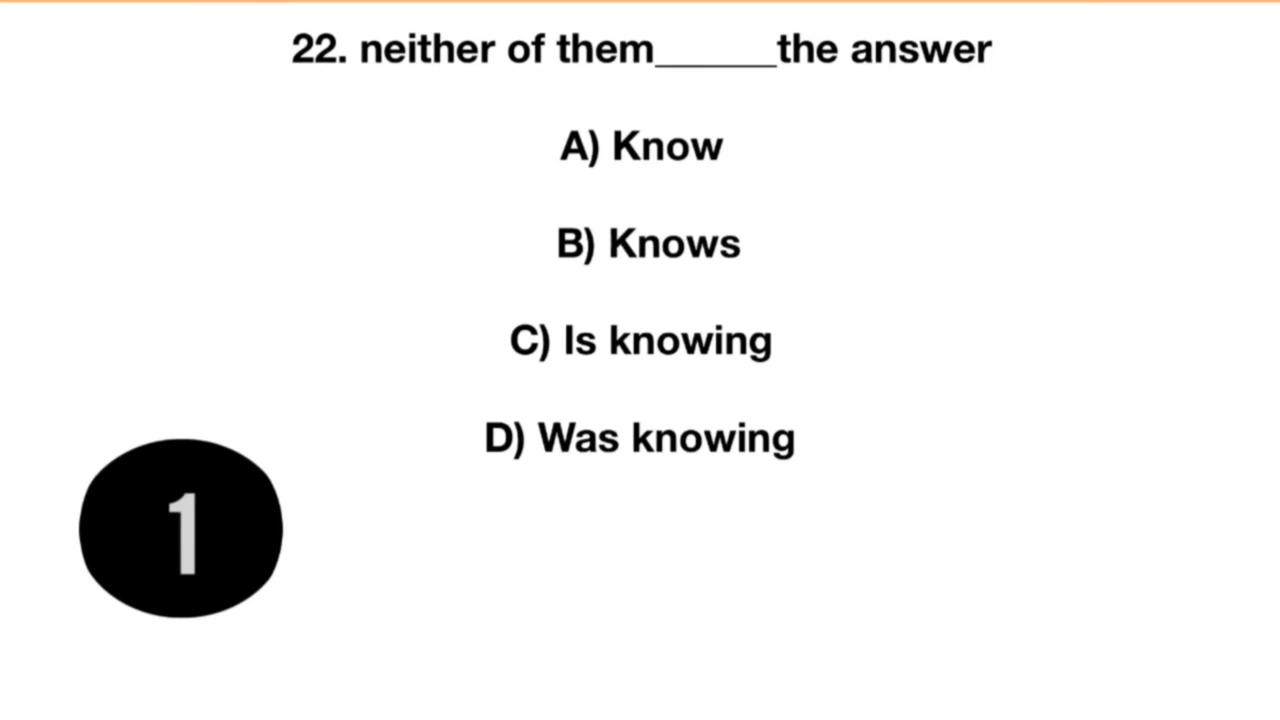 22. neither of them______the answer
A) Know
B) Knows
C) Is knowing
D) Was knowing
1